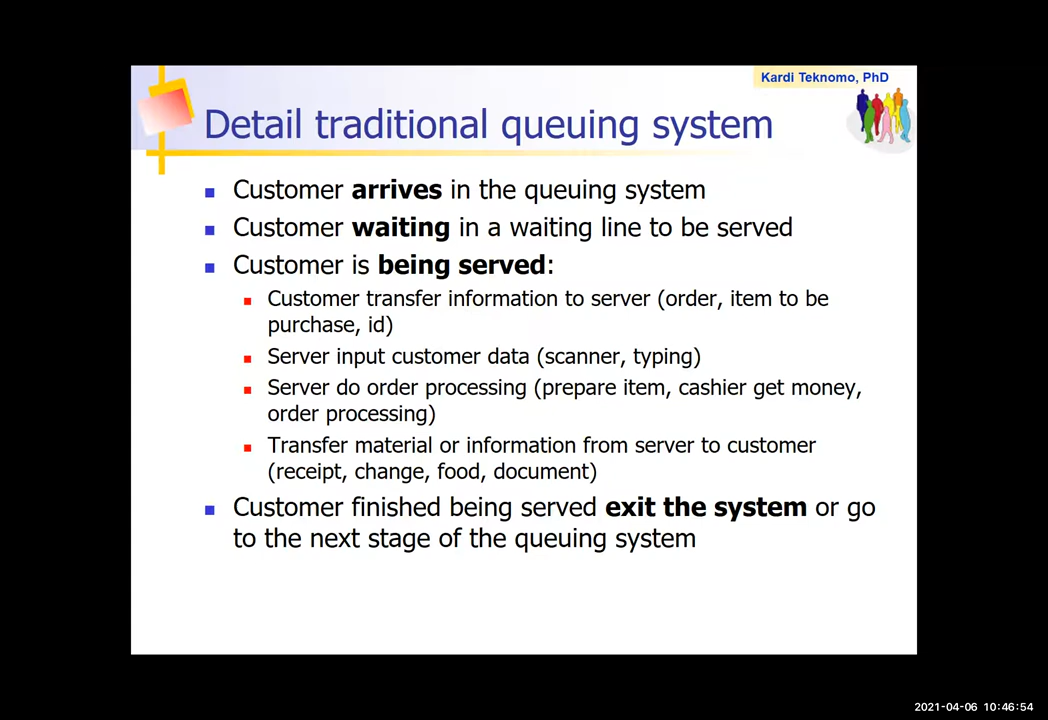 Kardi Teknomo, PhD
Detail traditional queuing system
Customer arrives in the queuing system
Customer waiting in a waiting line to be served
Customer is being served:
Customer transfer information to server (order, item to be
purchase, id)
Server input customer data (scanner, typing)
Server do order processing (prepare item, cashier get money,
order processing)
Transfer material or information from server to customer
(receipt, change, food, document)
Customer finished being served exit the system or go
to the next stage of the queuing system
2021-04-06 10:46:54